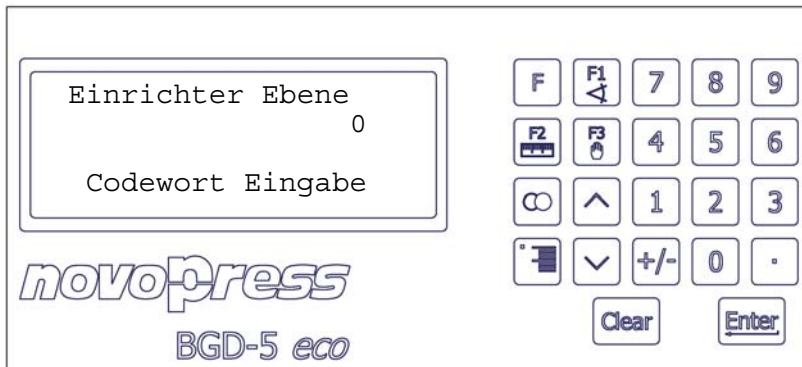 Einrichter Ebene
0
Codewort Eingabe
novopress
BGD-5 eco
F F1 7 8 9
F2 F3 4 5 6
1 2 3
+/- 0 .
Clear Enter